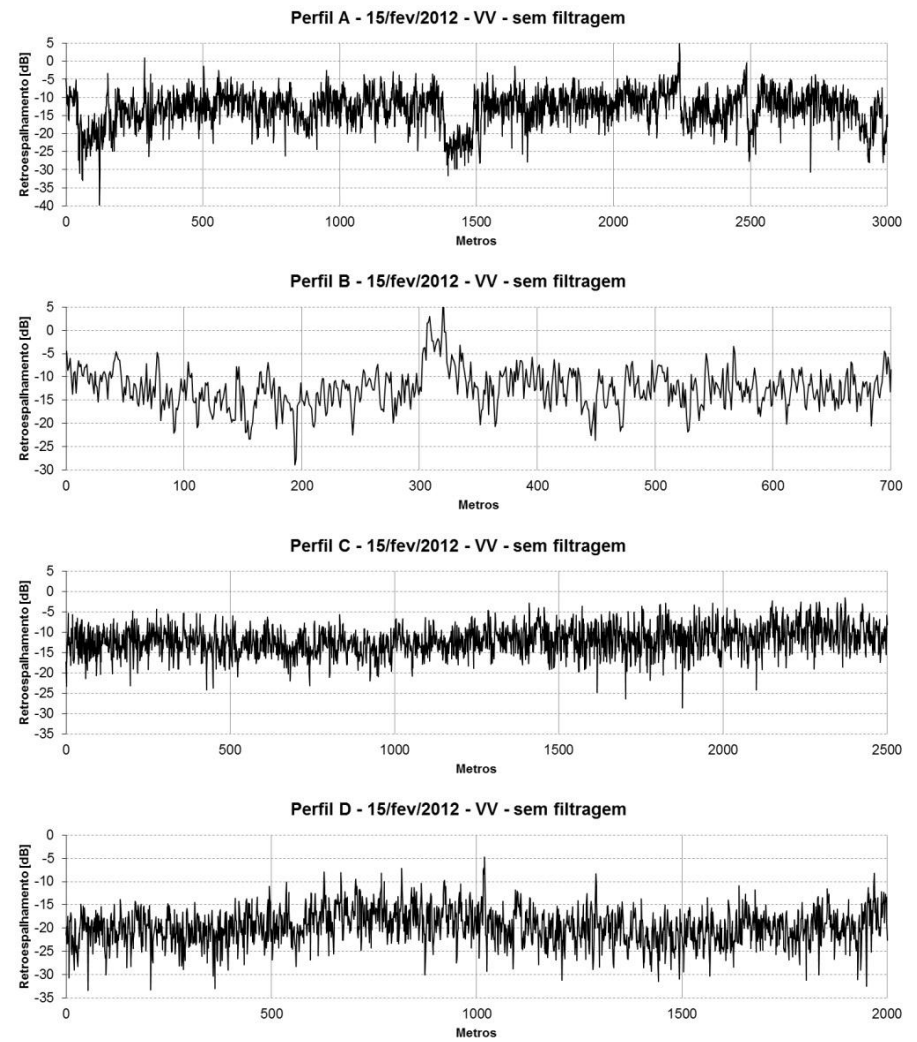 Perfil A - 15/fev/2012 - VV - sem filtragem
Retroespalhamento [dB]
5
0
-5
-10
-15
-20
-25
-30
-35
-40
0 500 1000 1500 2000 2500 3000
Metros
Perfil B - 15/fev/2012 - VV - sem filtragem
Retroespalhamento [dB]
5
0
-5
-10
-15
-20
-25
-30
0 100 200 300 400 500 600 700
Metros
Perfil C - 15/fev/2012 - VV - sem filtragem
Retroespalhamento [dB]
5
0
-5
-10
-15
-20
-25
-30
-35
0 500 1000 1500 2000 2500
Metros
Perfil D - 15/fev/2012 - VV - sem filtragem
Retroespalhamento [dB]
0
-5
-10
-15
-20
-25
-30
-35
0 500 1000 1500 2000
Metros